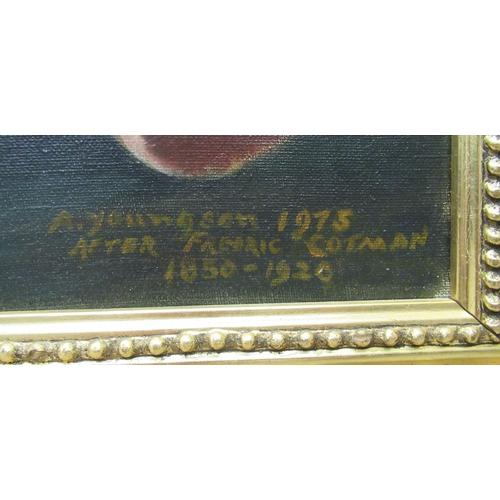 A. Youngson 1975
AFTER FREDRIC COTMAN
1850-1920